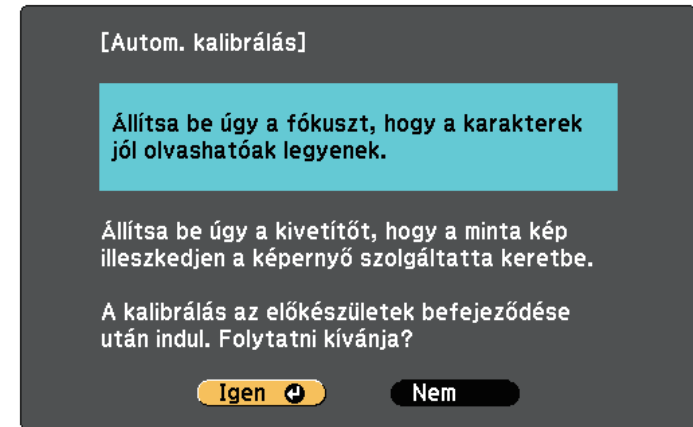 [Autom. kalibrálás]
Állítsa be úgy a fókuszt, hogy a karakterek
jól olvashatóak legyenek.
Állítsa be úgy a kivetítőt, hogy a minta kép
illeszkedjen a képernyő szolgáltatta keretbe.
A kalibrálás az előkészületek befejeződése
után indul. Folytatni kívánja?
Igen Nem